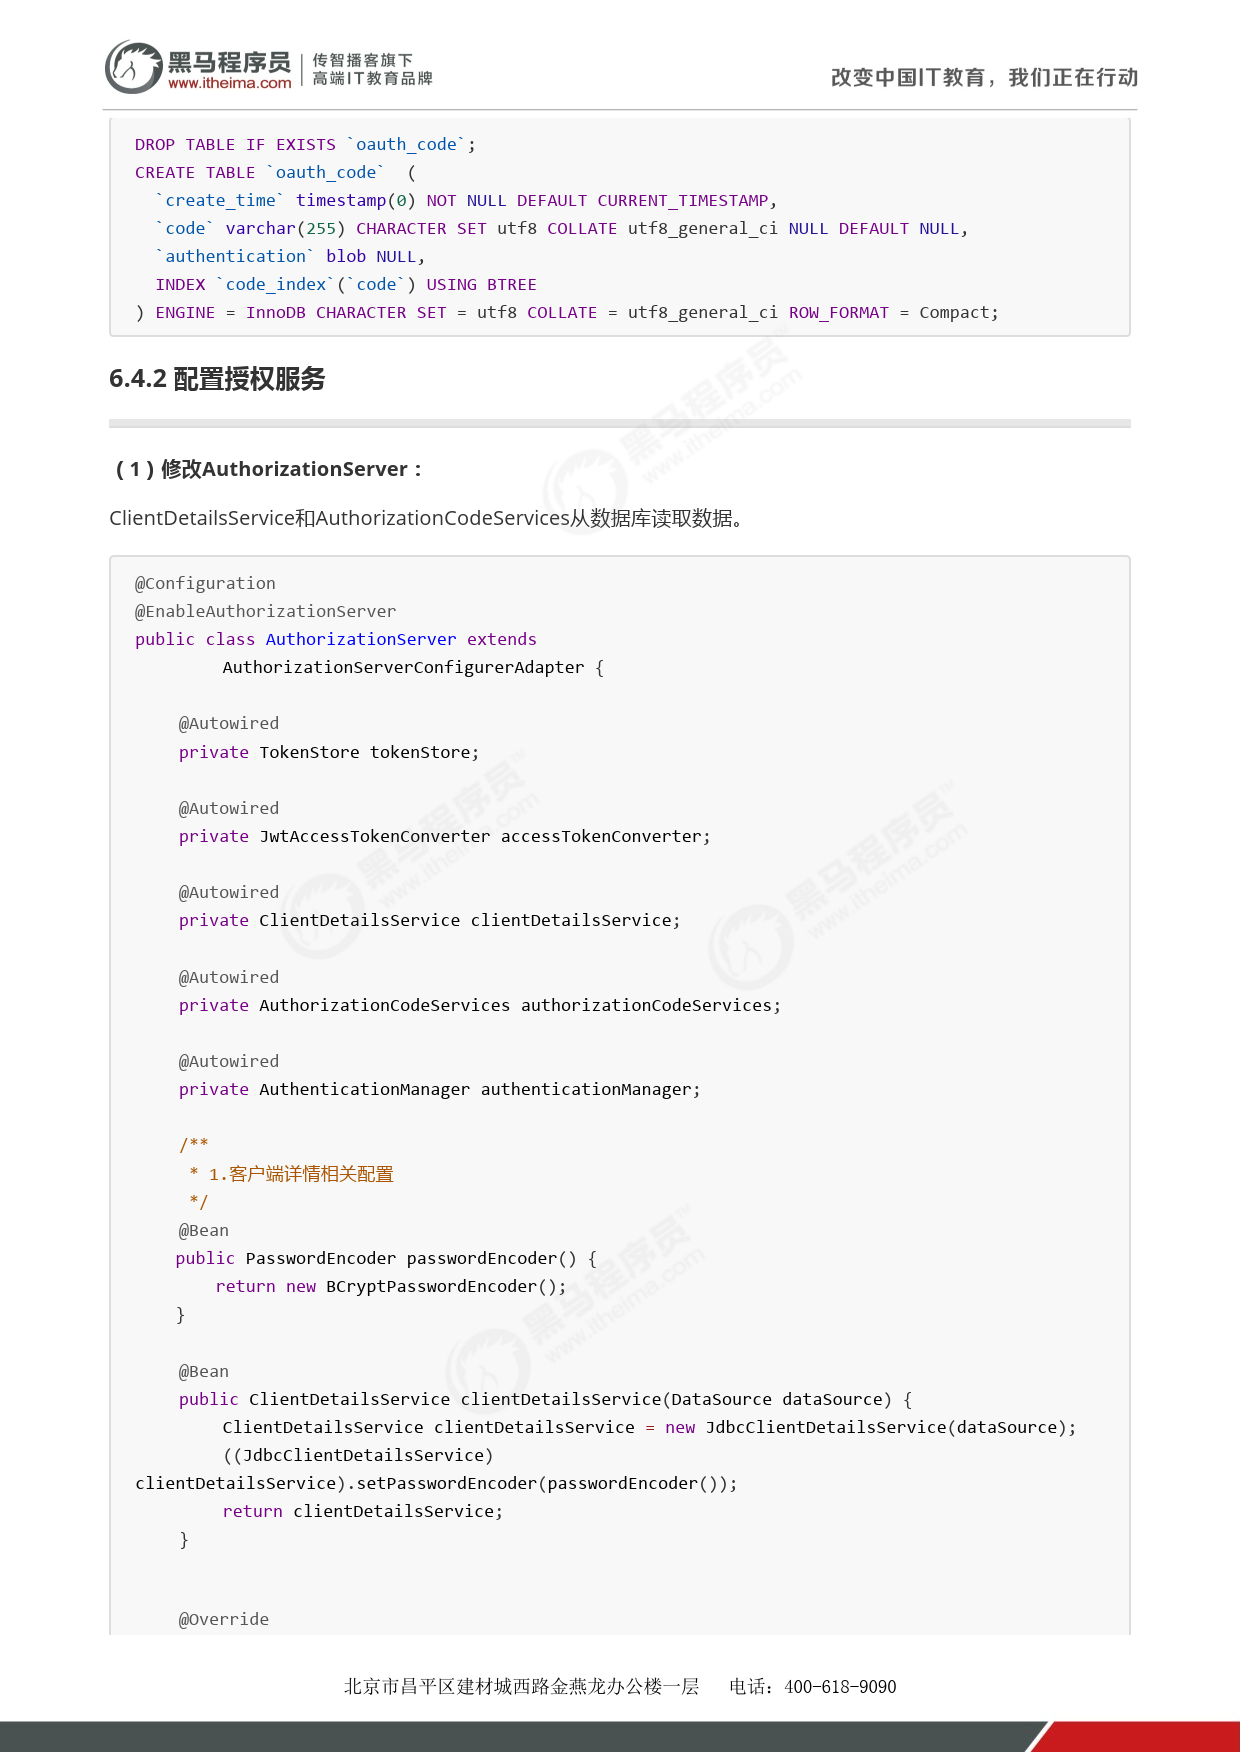 黑马程序员
www.itheima.com
传智播客旗下
高端IT教育品牌
改变中国IT教育，我们正在行动
DROP TABLE IF EXISTS `oauth_code`;
CREATE TABLE `oauth_code`  (
  `create_time` timestamp(0) NOT NULL DEFAULT CURRENT_TIMESTAMP,
  `code` varchar(255) CHARACTER SET utf8 COLLATE utf8_general_ci NULL DEFAULT NULL,
  `authentication` blob NULL,
  INDEX `code_index`(`code`) USING BTREE
) ENGINE = InnoDB CHARACTER SET = utf8 COLLATE = utf8_general_ci ROW_FORMAT = Compact;
6.4.2 配置授权服务
（1）修改AuthorizationServer：
ClientDetailsService和AuthorizationCodeServices从数据库读取数据。
@Configuration
@EnableAuthorizationServer
public class AuthorizationServer extends
        AuthorizationServerConfigurerAdapter {
    @Autowired
    private TokenStore tokenStore;
    @Autowired
    private JwtAccessTokenConverter accessTokenConverter;
    @Autowired
    private ClientDetailsService clientDetailsService;
    @Autowired
    private AuthorizationCodeServices authorizationCodeServices;
    @Autowired
    private AuthenticationManager authenticationManager;
    /**
     * 1.客户端详情相关配置
     */
    @Bean
    public PasswordEncoder passwordEncoder() {
        return new BCryptPasswordEncoder();
    }
    @Bean
    public ClientDetailsService clientDetailsService(DataSource dataSource) {
        ClientDetailsService clientDetailsService = new JdbcClientDetailsService(dataSource);
        ((JdbcClientDetailsService)
clientDetailsService).setPasswordEncoder(passwordEncoder());
        return clientDetailsService;
    }
    @Override
北京市昌平区建材城西路金燕龙办公楼一层   电话：400-618-9090